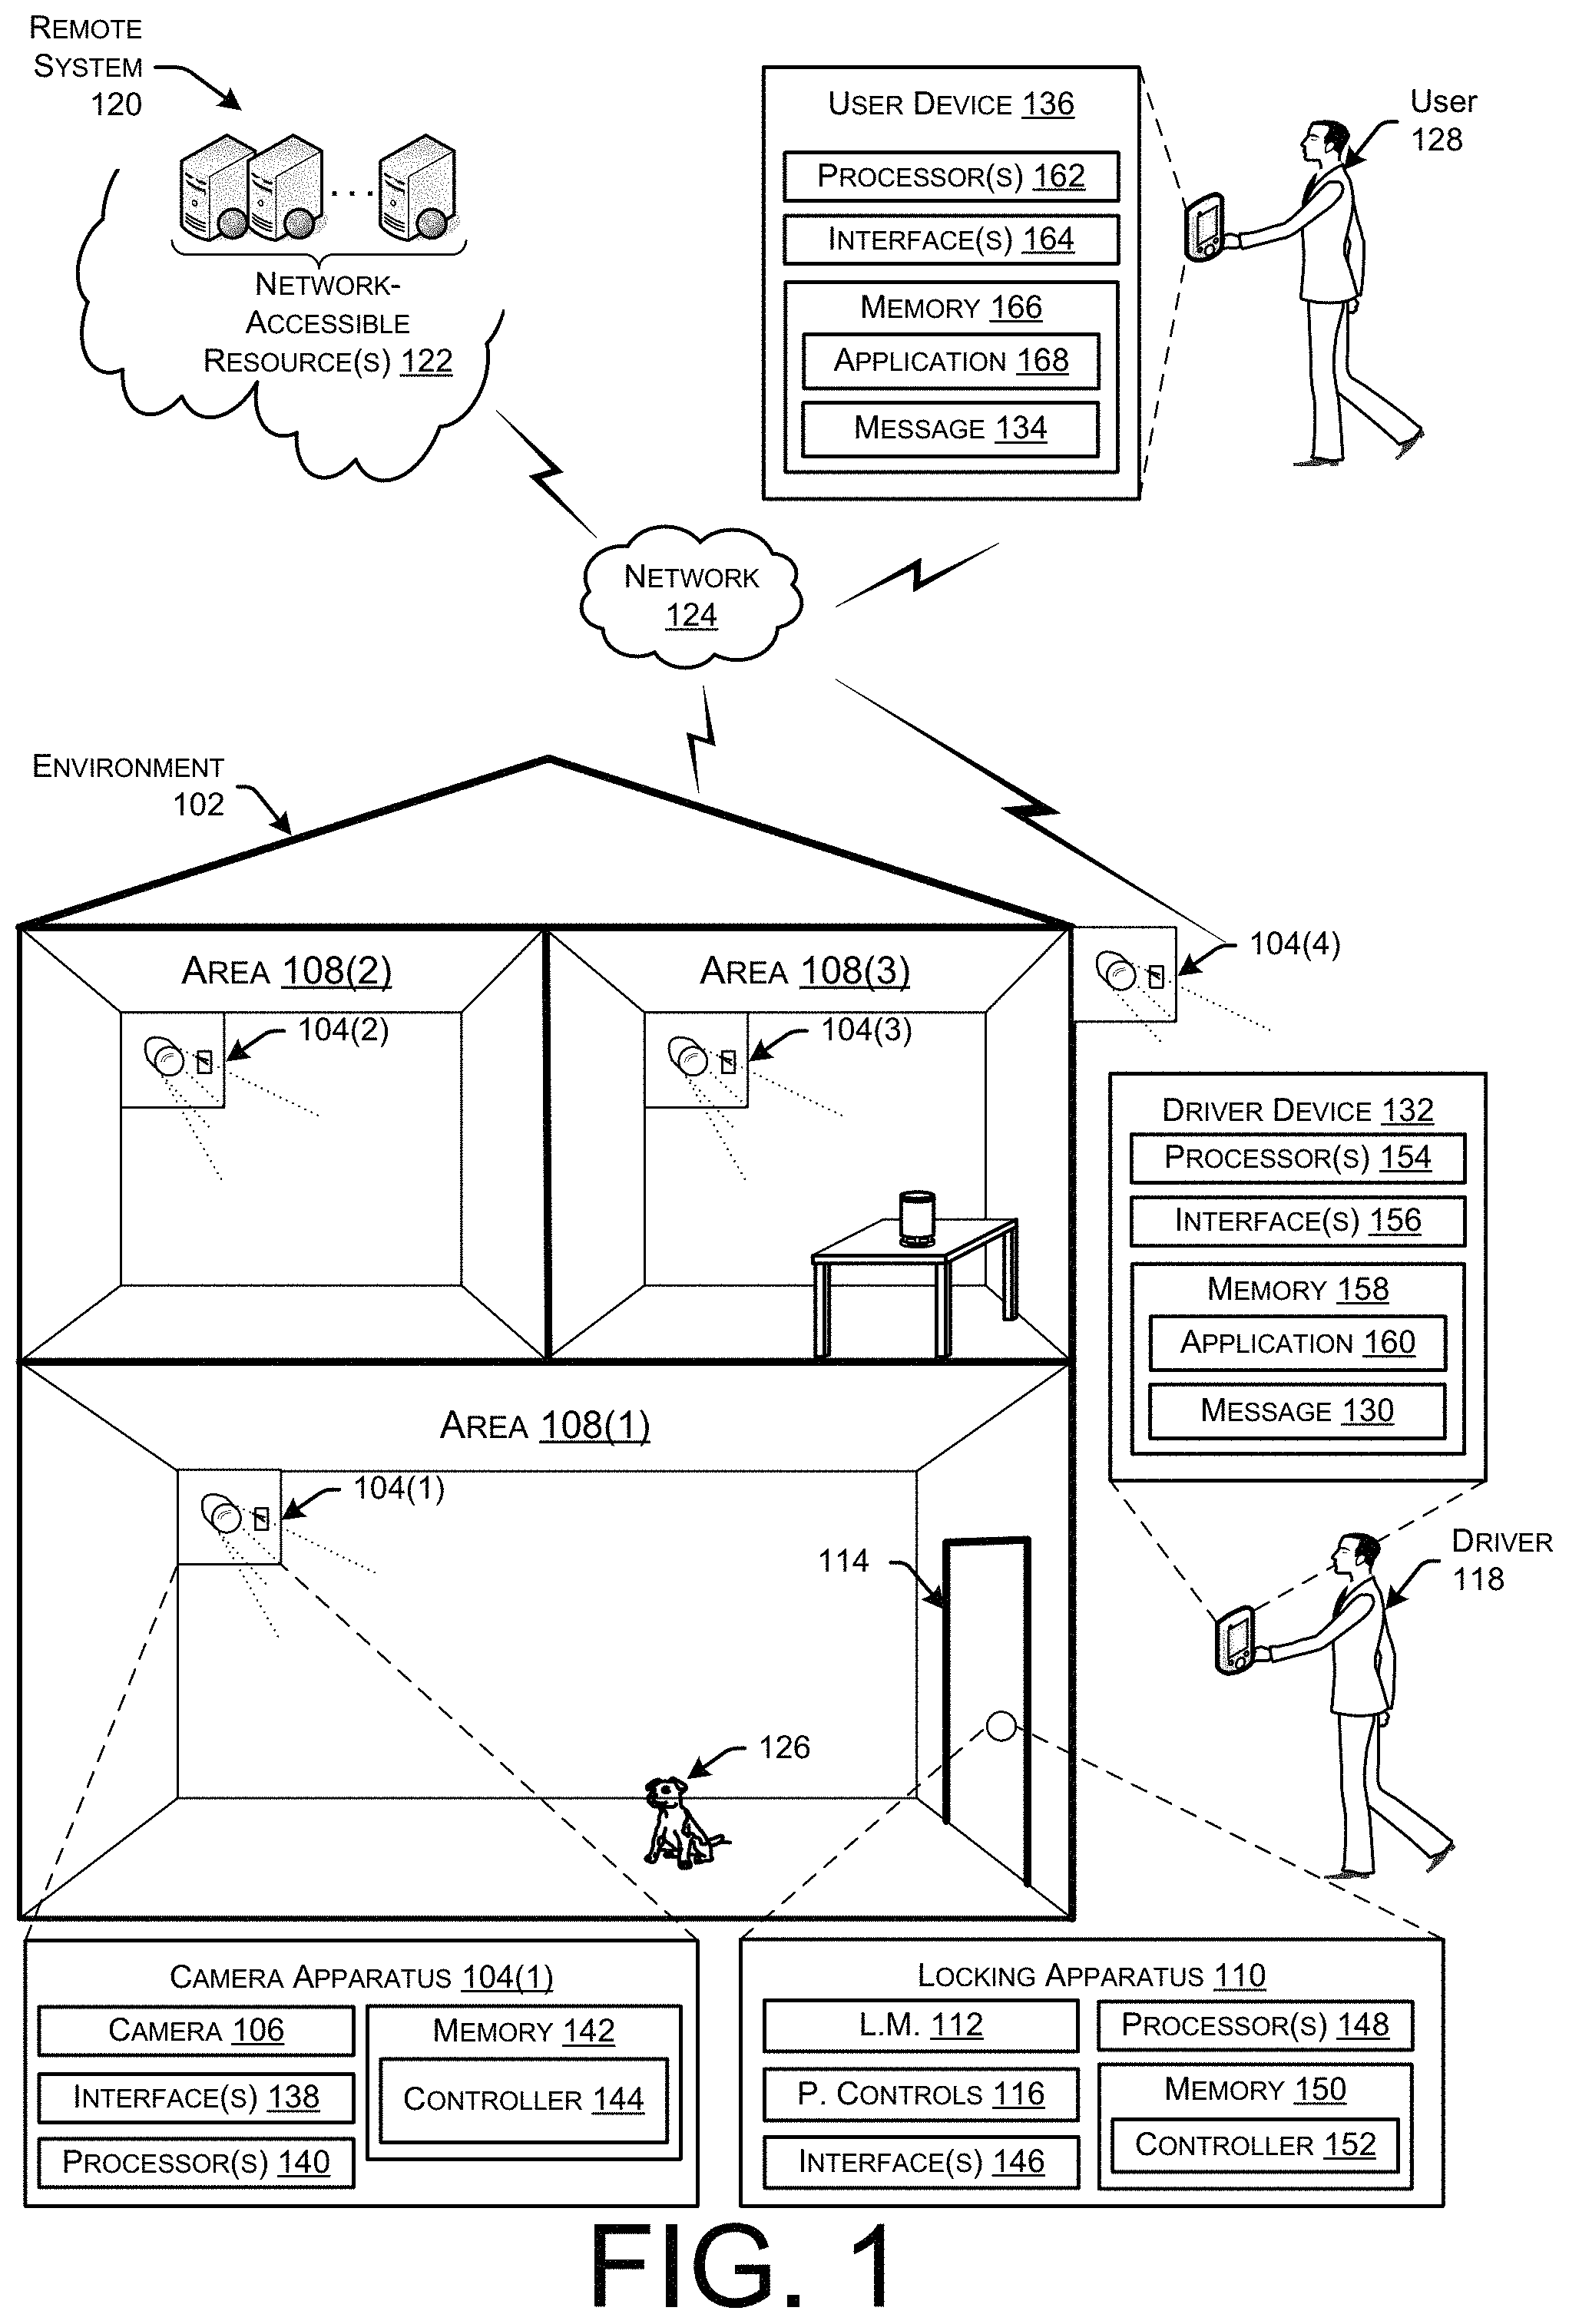 REMOTE
SYSTEM
120
NETWORK-
ACCESSIBLE
RESOURCE(S) 122
USER DEVICE 136
PROCESSOR(S) 162
INTERFACE(S) 164
MEMORY 166
APPLICATION 168
MESSAGE 134
User
128
NETWORK
124
ENVIRONMENT
102
AREA 108(2)
104(2)
AREA 108(3)
104(3)
104(4)
DRIVER DEVICE 132
PROCESSOR(S) 154
INTERFACE(S) 156
MEMORY 158
APPLICATION 160
MESSAGE 130
AREA 108(1)
104(1)
114
DRIVER
118
126
CAMERA APPARATUS 104(1)
CAMERA 106
INTERFACE(S) 138
PROCESSOR(S) 140
MEMORY 142
CONTROLLER 144
LOCKING APPARATUS 110
L.M. 112
P. CONTROLS 116
INTERFACE(S) 146
PROCESSOR(S) 148
MEMORY 150
CONTROLLER 152
FIG. 1